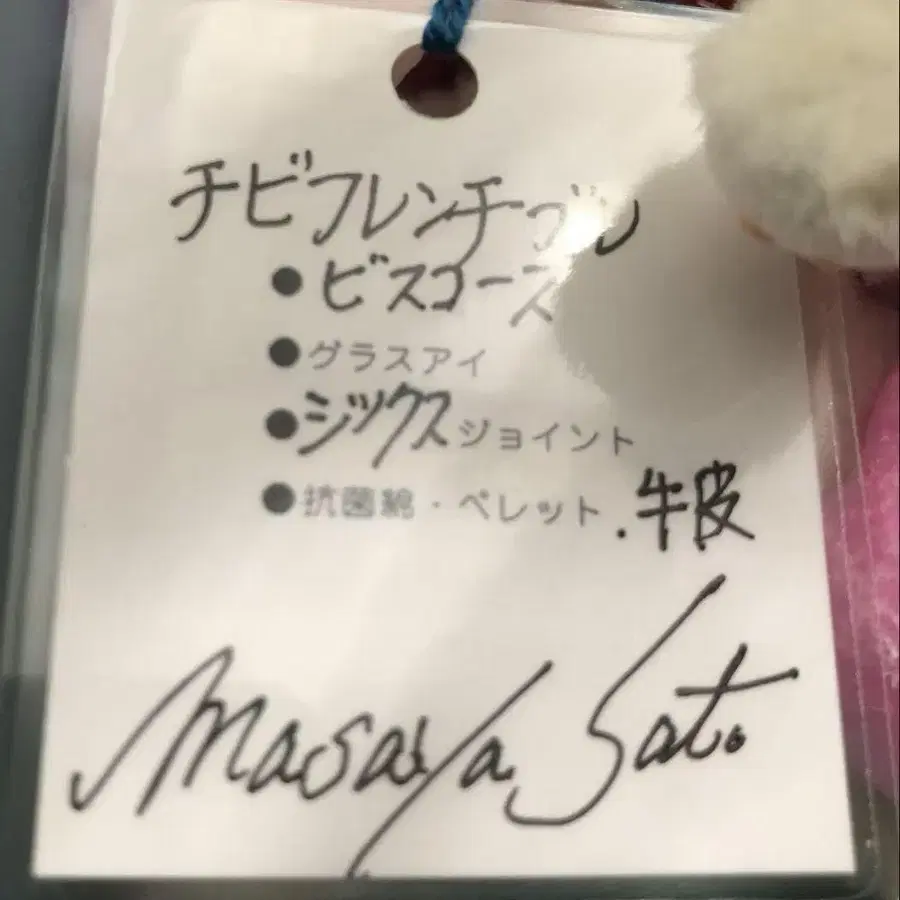 チビフレンチブル
●ビスコース
●グラスアイ
●シックスジョイント
●抗菌綿・ペレット.牛皮
Masaya Sato